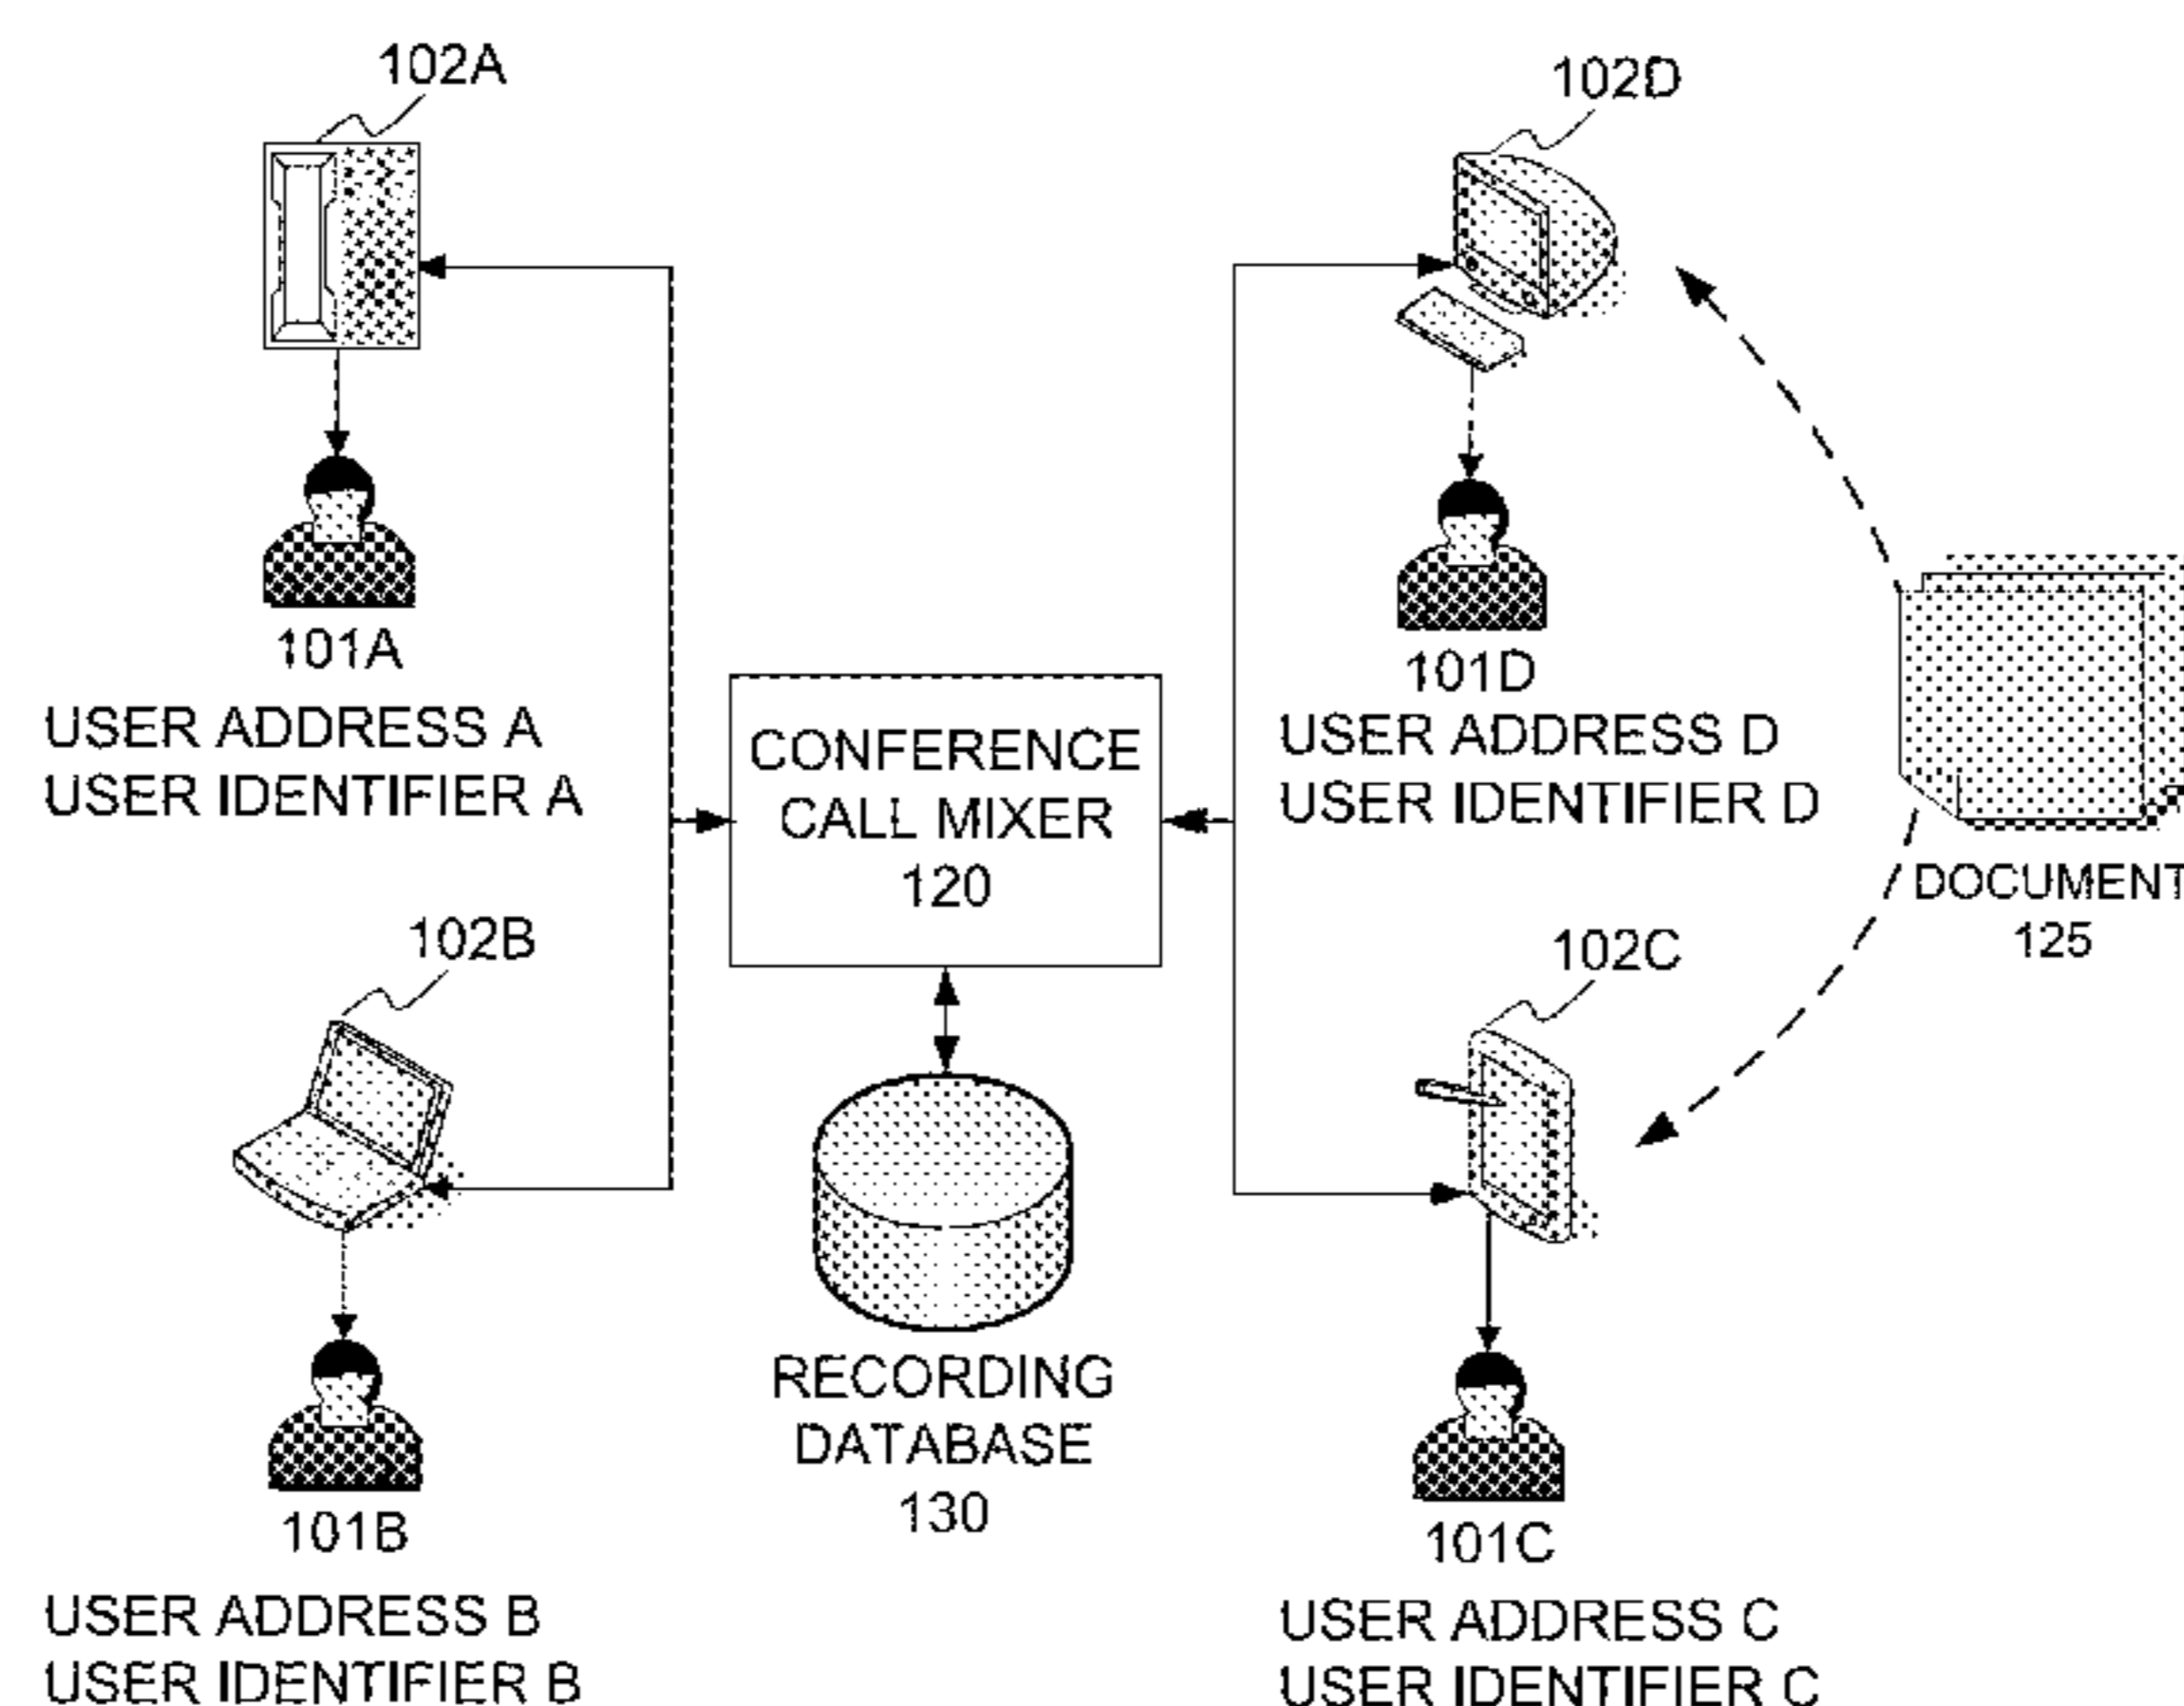 102A
101A
USER ADDRESS A
USER IDENTIFIER A
102B
101B
USER ADDRESS B
USER IDENTIFIER B
CONFERENCE
CALL MIXER
120
RECORDING
DATABASE
130
102D
101D
USER ADDRESS D
USER IDENTIFIER D
102C
101C
USER ADDRESS C
USER IDENTIFIER C
DOCUMENT
125